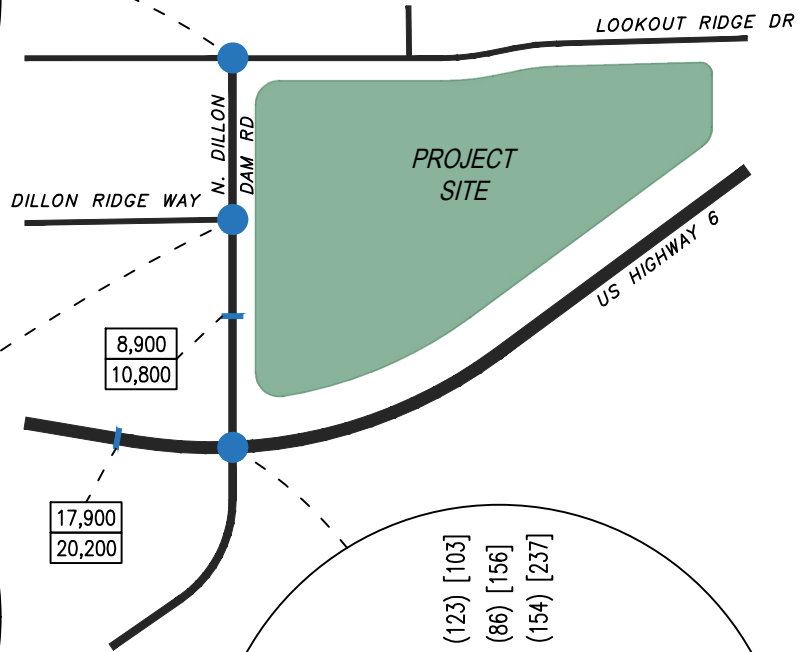 LOOKOUT RIDGE DR
N. DILLON
DAM RD
PROJECT
SITE
DILLON RIDGE WAY
US HIGHWAY 6
8,900
10,800
17,900
20,200
(123) [103]
(86) [156]
(154) [237]